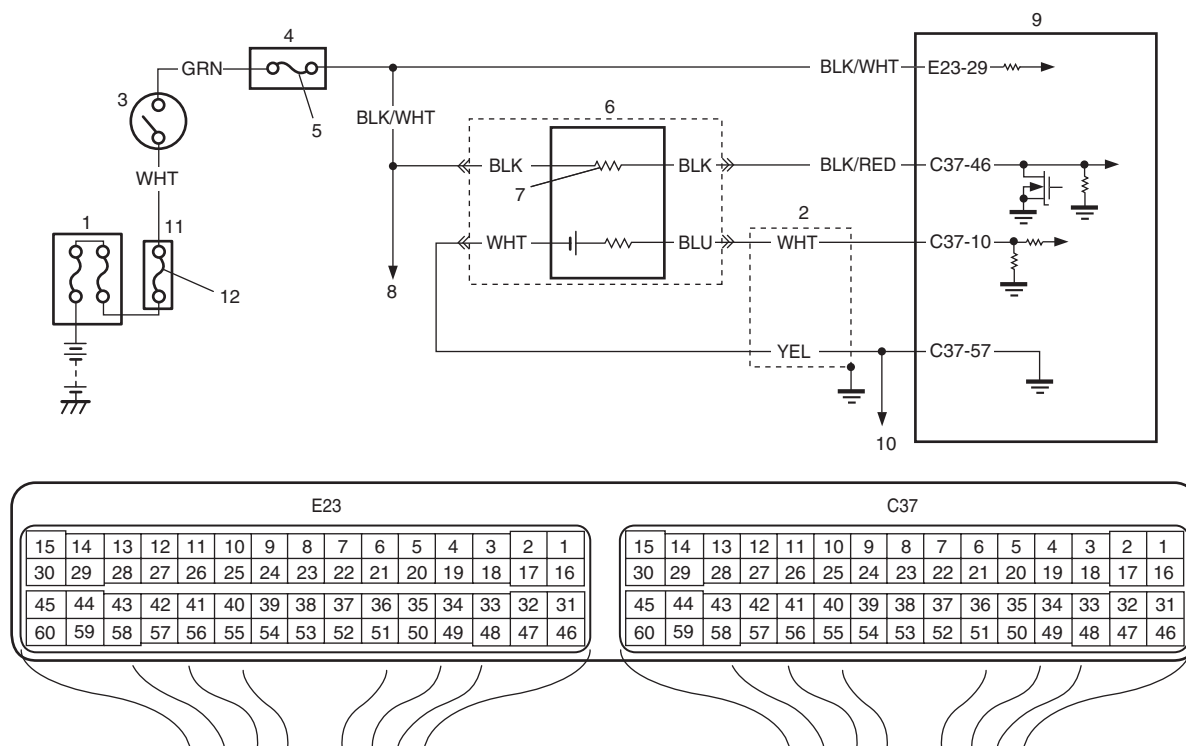 9
4
GRN
BLK/WHT
E23-29
3
5
6
BLK/WHT
BLK
BLK
BLK/RED
C37-46
7
WHT
2
1
11
WHT
BLU
WHT
C37-10
12
8
YEL
C37-57
10
E23
C37
15 14 13 12 11 10 9 8 7 6 5 4 3 2 1
15 14 13 12 11 10 9 8 7 6 5 4 3 2 1
30 29 28 27 26 25 24 23 22 21 20 19 18 17 16
30 29 28 27 26 25 24 23 22 21 20 19 18 17 16
45 44 43 42 41 40 39 38 37 36 35 34 33 32 31
45 44 43 42 41 40 39 38 37 36 35 34 33 32 31
60 59 58 57 56 55 54 53 52 51 50 49 48 47 46
60 59 58 57 56 55 54 53 52 51 50 49 48 47 46